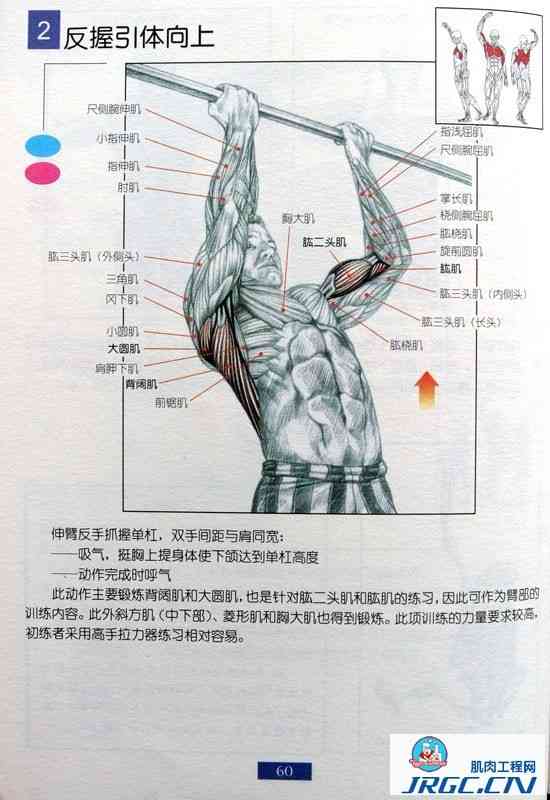 2 反握引体向上
尺侧腕伸肌
小指伸肌
指伸肌
肘肌
肱三头肌（外侧头）
三角肌
冈下肌
小圆肌
大圆肌
肩胛下肌
背阔肌
前锯肌
胸大肌
肱二头肌
指浅屈肌
尺侧腕屈肌
掌长肌
桡侧腕屈肌
肱桡肌
旋前圆肌
肱肌
肱三头肌（内侧头）
肱三头肌（长头）
肱桡肌
伸臂反手抓握单杠，双手间距与肩同宽：
——吸气，挺胸上提身体使下颌达到单杠高度
——动作完成时呼气
此动作主要锻炼背阔肌和大圆肌，也是针对肱二头肌和肱肌的练习，因此可作为臂部的
训练内容。此外斜方肌（中下部）、菱形肌和胸大肌也得到锻炼。此项训练的力量要求较高，
初练者采用高手拉力器练习相对容易。
60
肌肉工程网
JRGC.CN